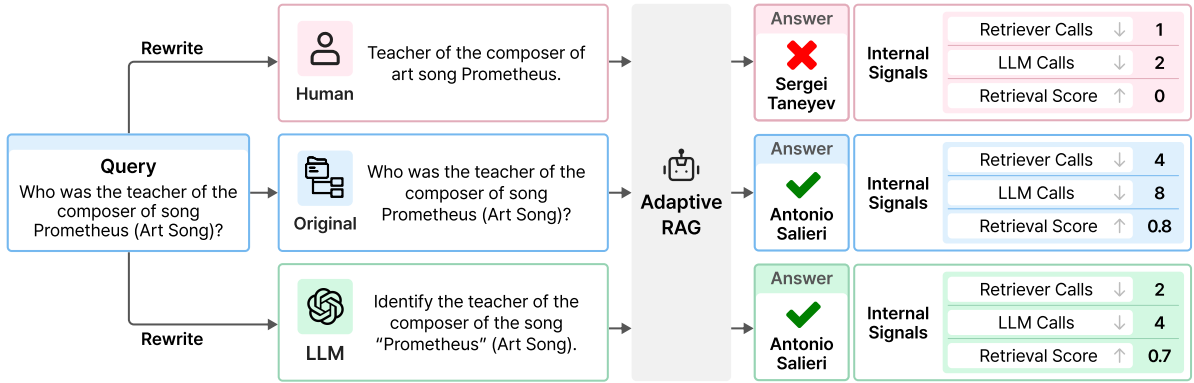 Rewrite
Query
Who was the teacher of the
composer of song
Prometheus (Art Song)?
Rewrite
Human
Teacher of the composer of
art song Prometheus.
Original
Who was the teacher of the
composer of song
Prometheus (Art Song)?
LLM
Identify the teacher of the
composer of the song
“Prometheus” (Art Song).
Adaptive
RAG
Answer
Sergei
Taneyev
Internal
Signals
Retriever Calls ↓ 1
LLM Calls ↓ 2
Retrieval Score ↑ 0
Answer
Antonio
Salieri
Internal
Signals
Retriever Calls ↓ 4
LLM Calls ↓ 8
Retrieval Score ↑ 0.8
Answer
Antonio
Salieri
Internal
Signals
Retriever Calls ↓ 2
LLM Calls ↓ 4
Retrieval Score ↑ 0.7